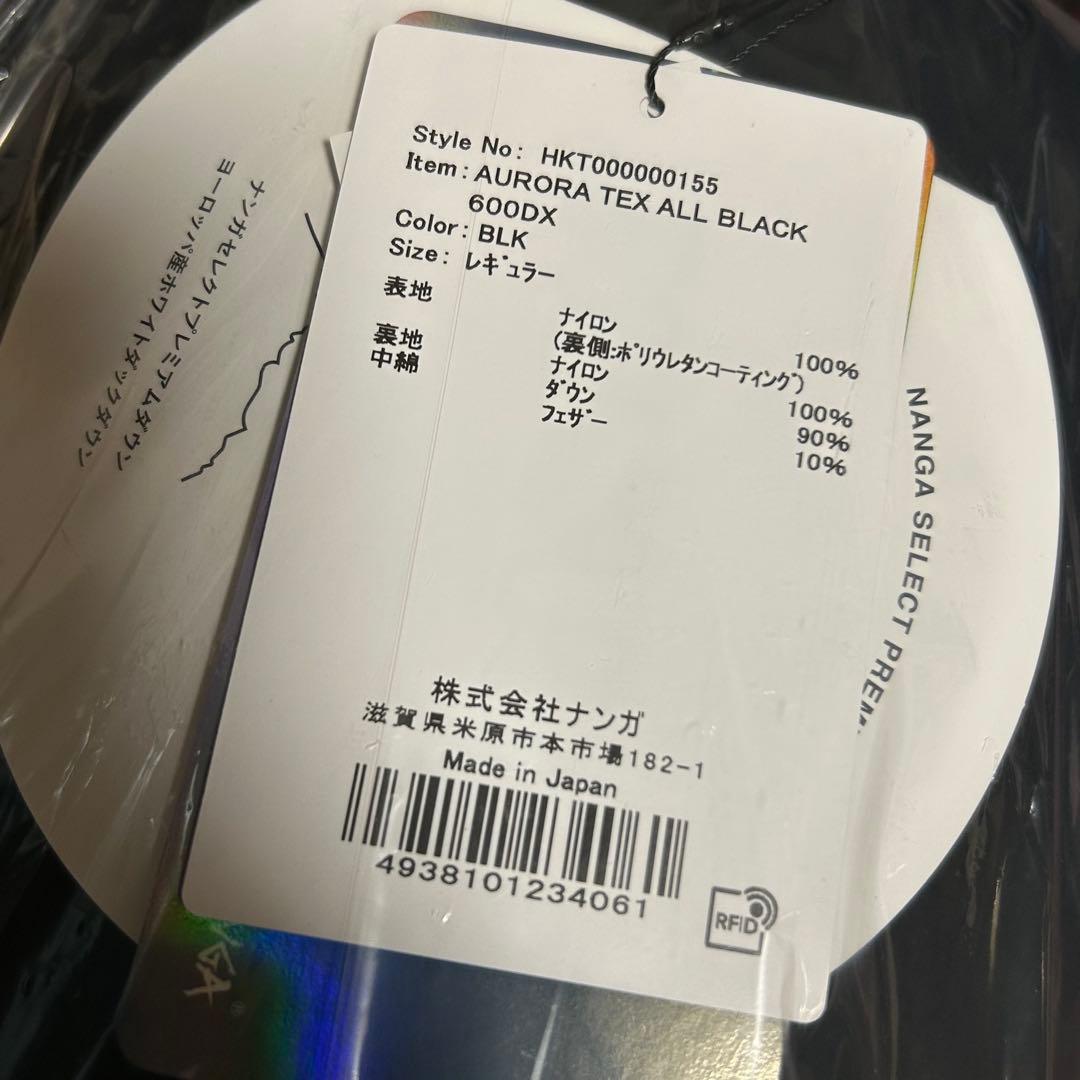 Style No: HKT000000155
Item: AURORA TEX ALL BLACK
600DX
Color: BLK
Size: レギュラー
表地 ナイロン 100%
(裏側:ポリウレタンコーティング)
裏地 ナイロン 100%
中綿 ダウン 90%
フェザー 10%
株式会社ナンガ
滋賀県米原市本市場182-1
Made in Japan
4938101234061
RFID
ナンガセレクトプレミアムダウン
ヨーロッパ産ホワイトダックダウン
NANGA SELECT